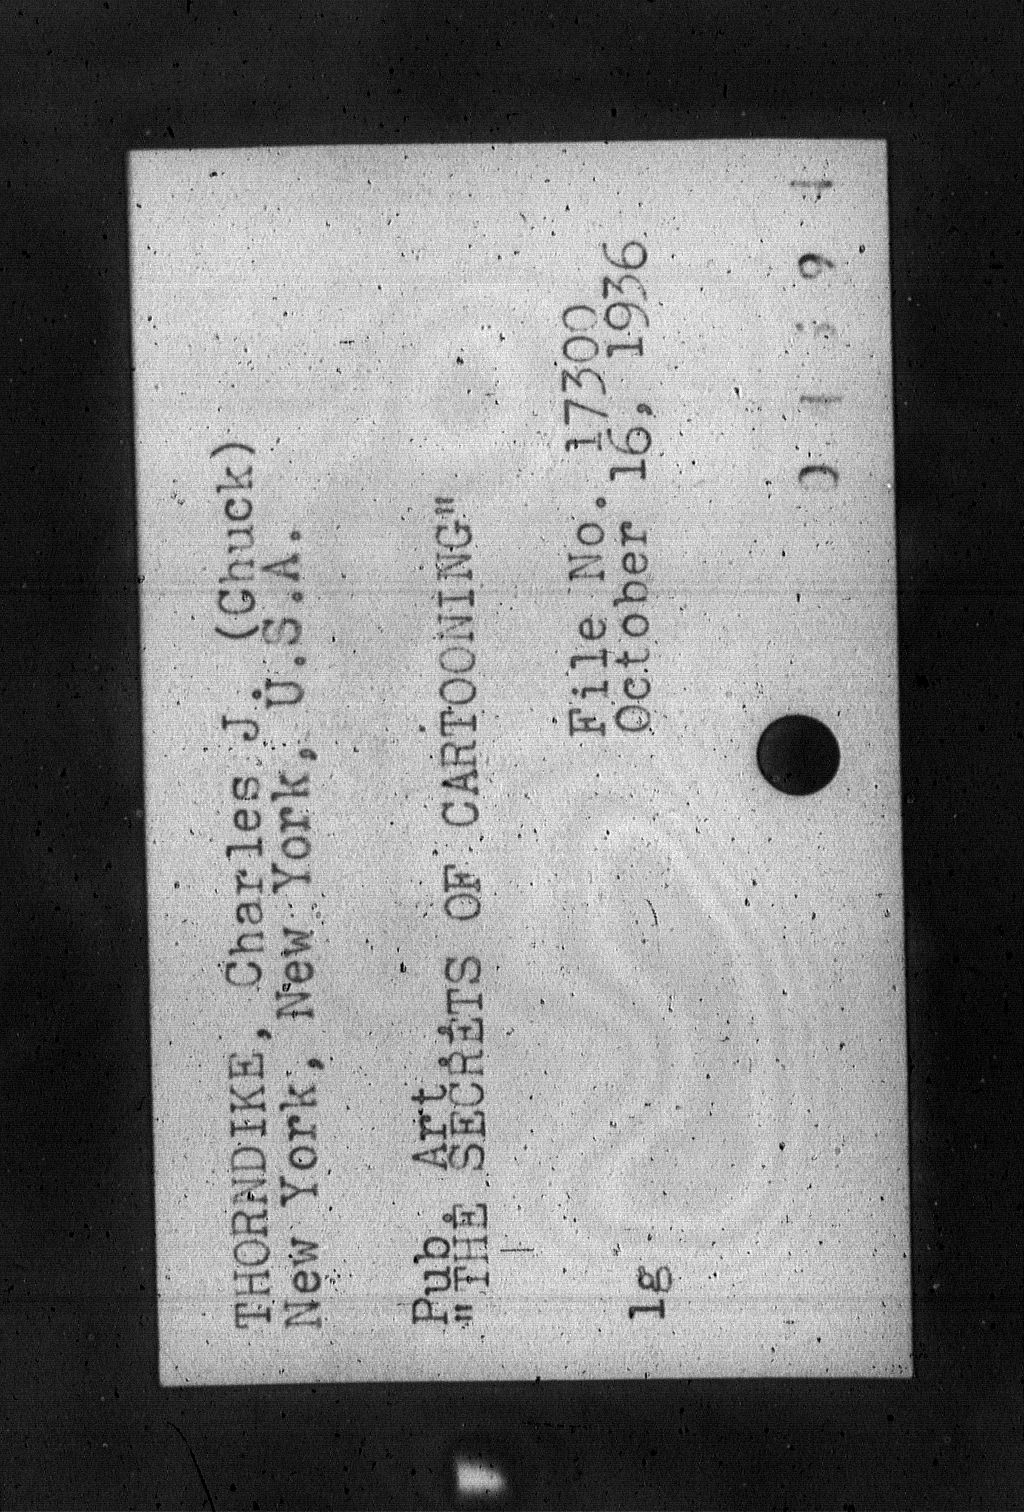 THORNDIKE, Charles J. (Chuck)
New York, New York, U.S.A.
Pub. Art
"THE SECRETS OF CARTOONING"
File No. 17300
October 16, 1936
lg